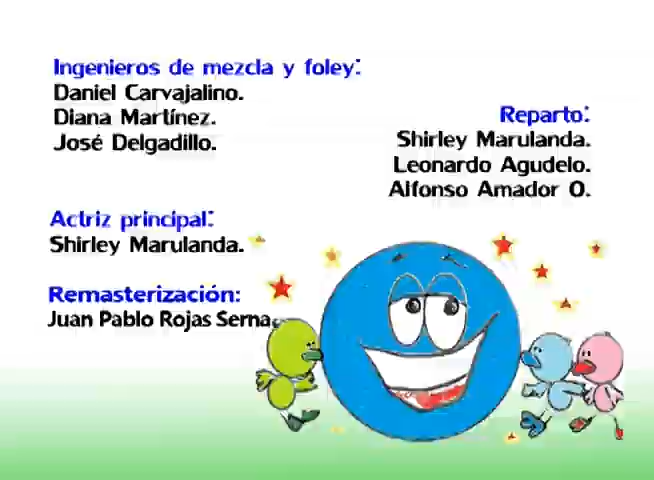 Ingenieros de mezcla y foley:
Daniel Carvajalino.
Diana Martínez.
José Delgadillo.
Reparto:
Shirley Marulanda.
Leonardo Agudelo.
Alfonso Amador O.
Actriz principal:
Shirley Marulanda.
Remasterización:
Juan Pablo Rojas Serna.